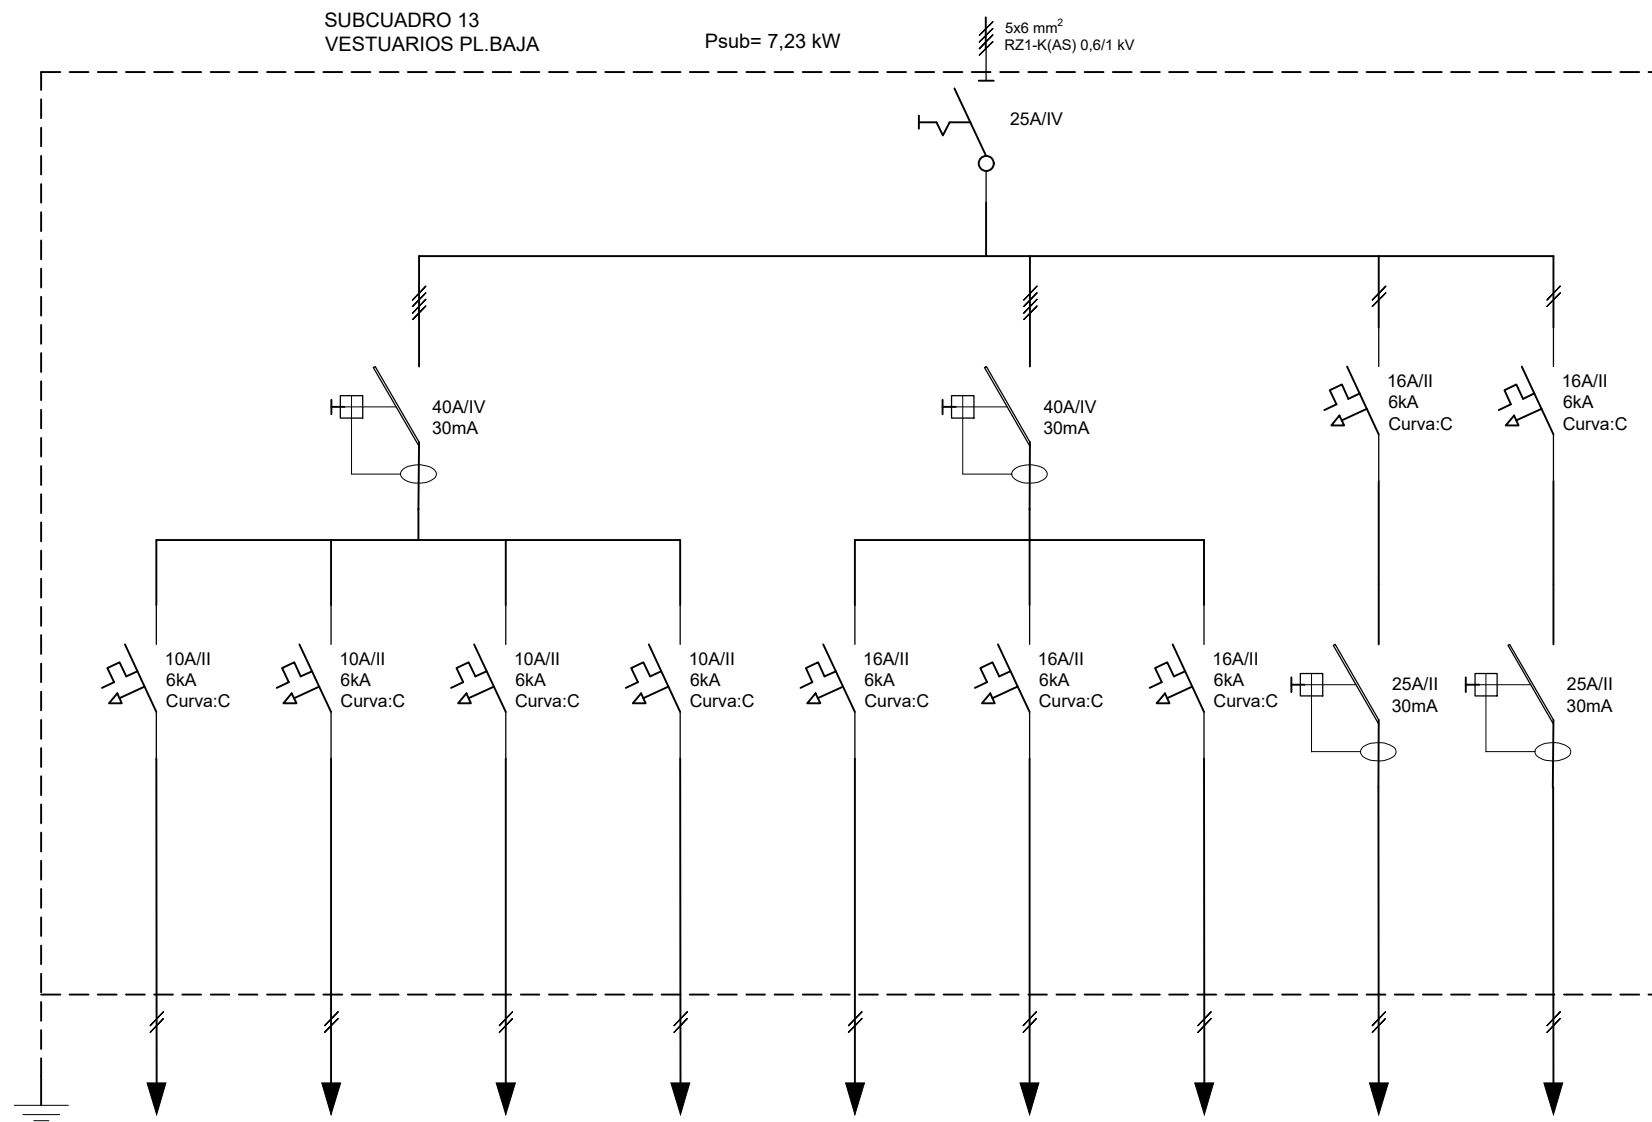 SUBCUADRO 13
VESTUARIOS PL.BAJA
Psub= 7,23 kW
5x6 mm²
RZ1-K(AS) 0,6/1 kV
25A/IV
40A/IV
30mA
40A/IV
30mA
16A/II
6kA
Curva:C
16A/II
6kA
Curva:C
10A/II
6kA
Curva:C
10A/II
6kA
Curva:C
10A/II
6kA
Curva:C
10A/II
6kA
Curva:C
16A/II
6kA
Curva:C
16A/II
6kA
Curva:C
16A/II
6kA
Curva:C
25A/II
30mA
25A/II
30mA